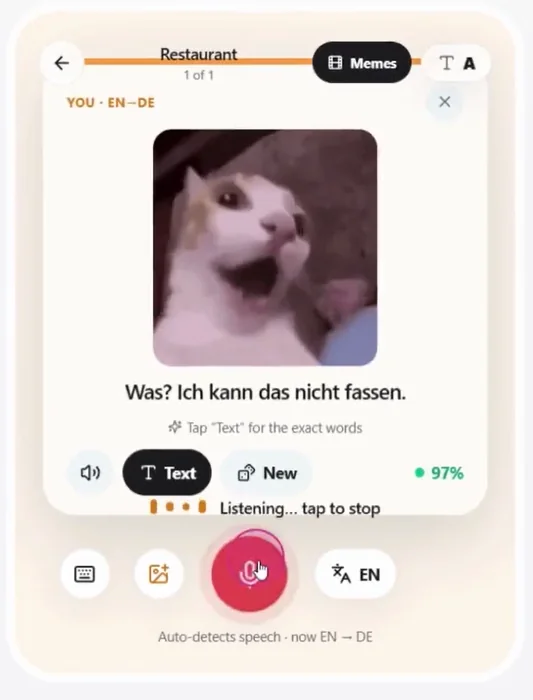 Restaurant
1 of 1
Memes
T A
YOU · EN→DE
Was? Ich kann das nicht fassen.
Tap "Text" for the exact words
Text
New
97%
Listening... tap to stop
EN
Auto-detects speech · now EN → DE